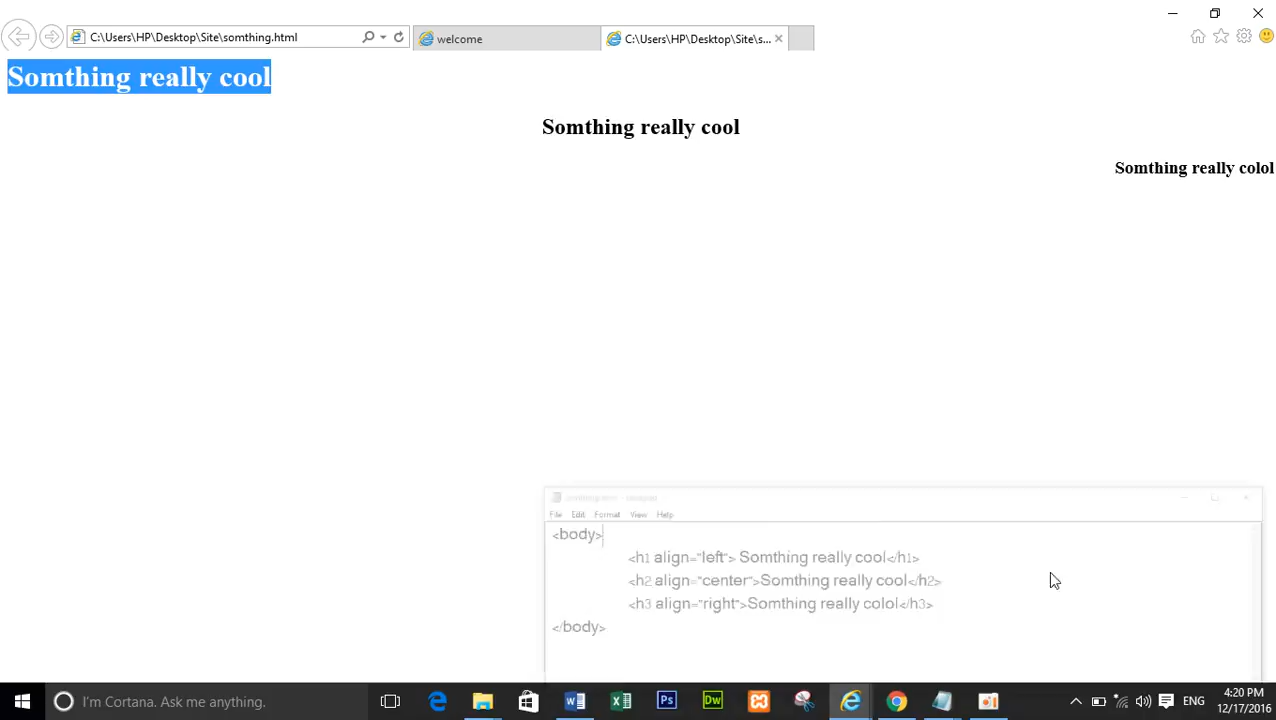 C:\Users\HP\Desktop\Site\somthing.html
welcome
C:\Users\HP\Desktop\Site\s...
Somthing really cool
Somthing really cool
Somthing really colol
File Edit Format View Help
<body>
<h1 align="left"> Somthing really cool</h1>
<h2 align="center">Somthing really cool</h2>
<h3 align="right">Somthing really colol</h3>
</body>
I'm Cortana. Ask me anything.
Ps
Dw
ENG
4:20 PM
12/17/2016